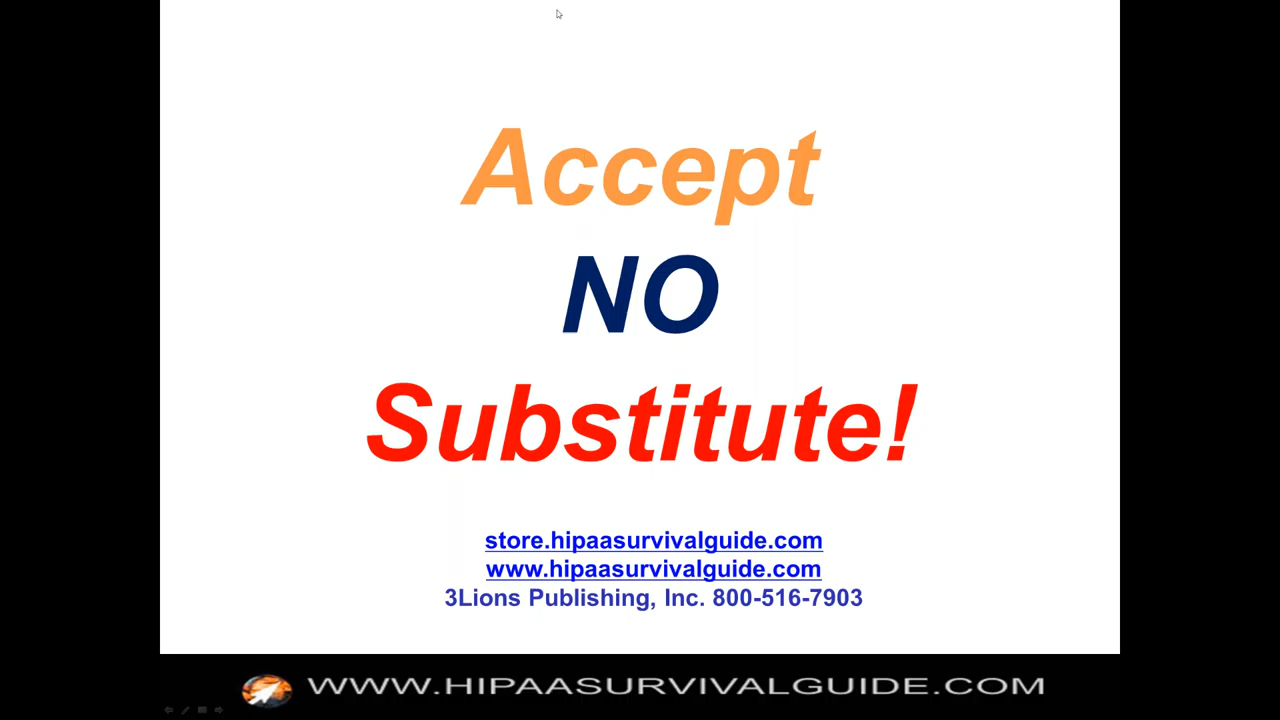 Accept
NO
Substitute!
store.hipaasurvivalguide.com
www.hipaasurvivalguide.com
3Lions Publishing, Inc. 800-516-7903
WWW.HIPAASURVIVALGUIDE.COM